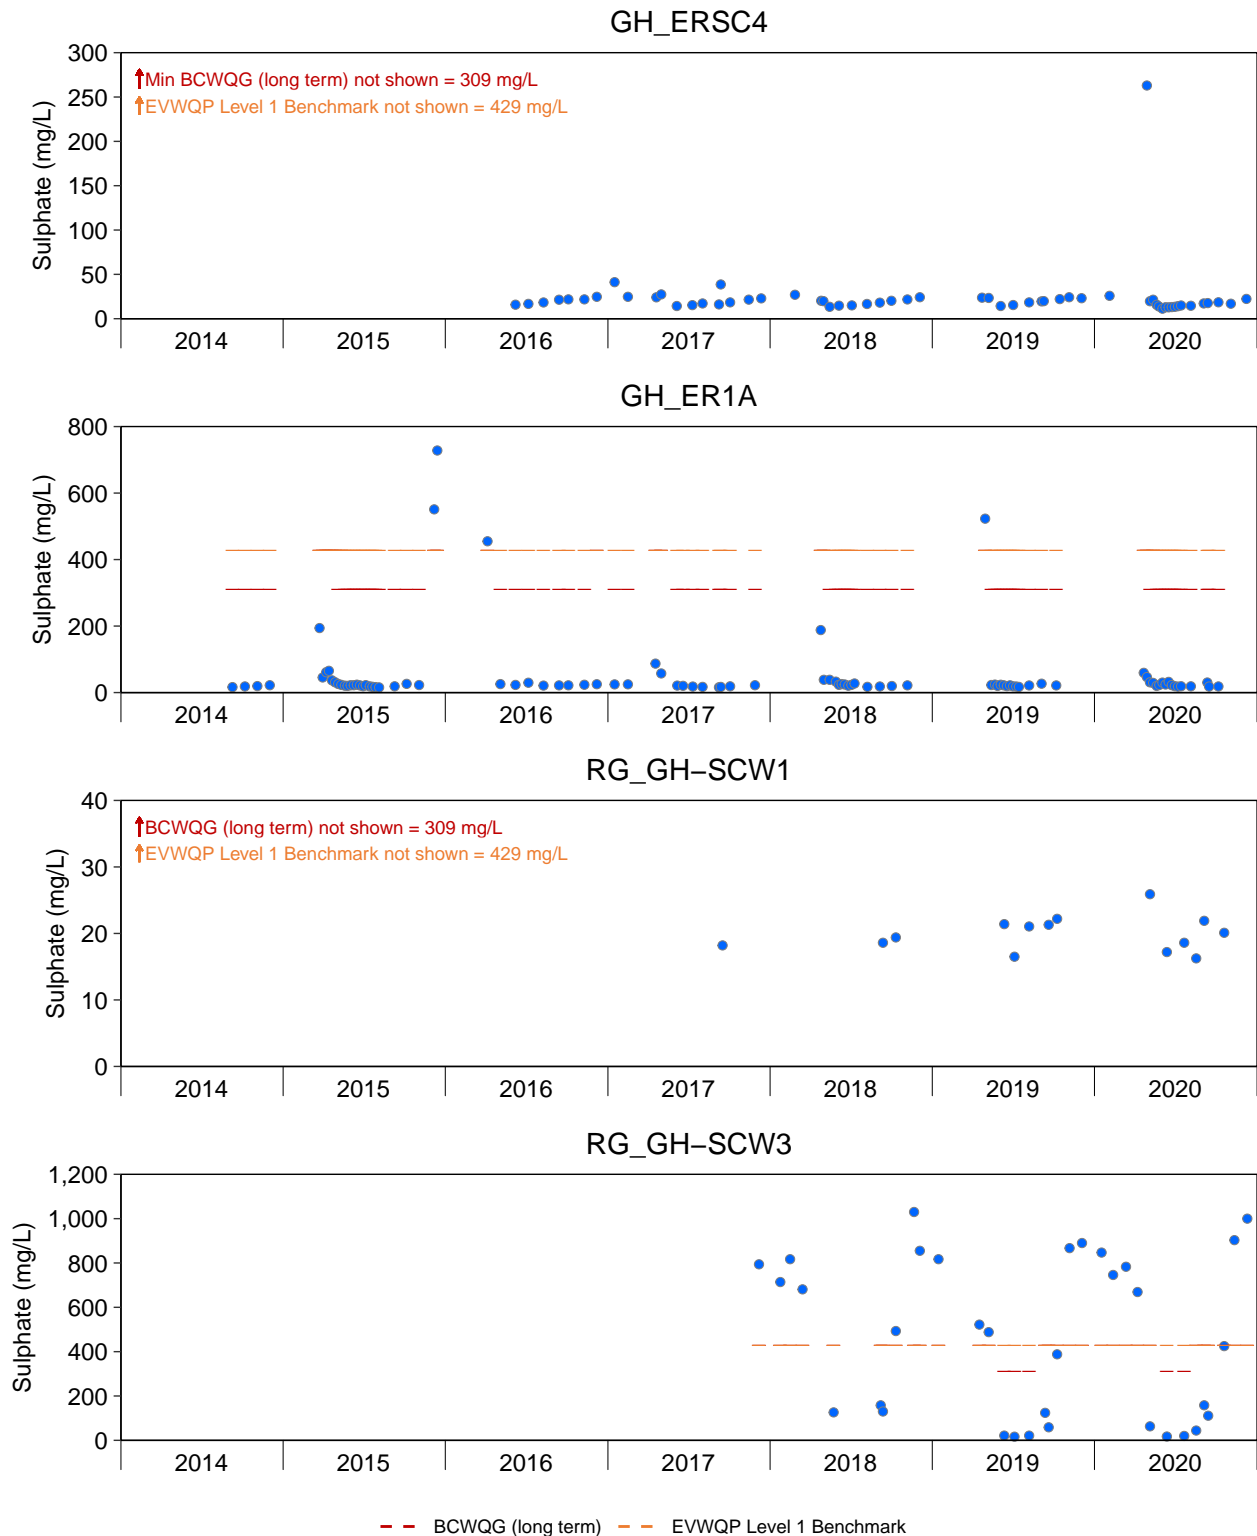 GH_ERSC4
Sulphate (mg/L)
300
250
200
150
100
50
0
↑Min BCWQG (long term) not shown = 309 mg/L
↑EVWQP Level 1 Benchmark not shown = 429 mg/L
2014 2015 2016 2017 2018 2019 2020
GH_ER1A
Sulphate (mg/L)
800
600
400
200
0
2014 2015 2016 2017 2018 2019 2020
RG_GH−SCW1
Sulphate (mg/L)
40
30
20
10
0
↑BCWQG (long term) not shown = 309 mg/L
↑EVWQP Level 1 Benchmark not shown = 429 mg/L
2014 2015 2016 2017 2018 2019 2020
RG_GH−SCW3
Sulphate (mg/L)
1,200
1,000
800
600
400
200
0
2014 2015 2016 2017 2018 2019 2020
BCWQG (long term) EVWQP Level 1 Benchmark